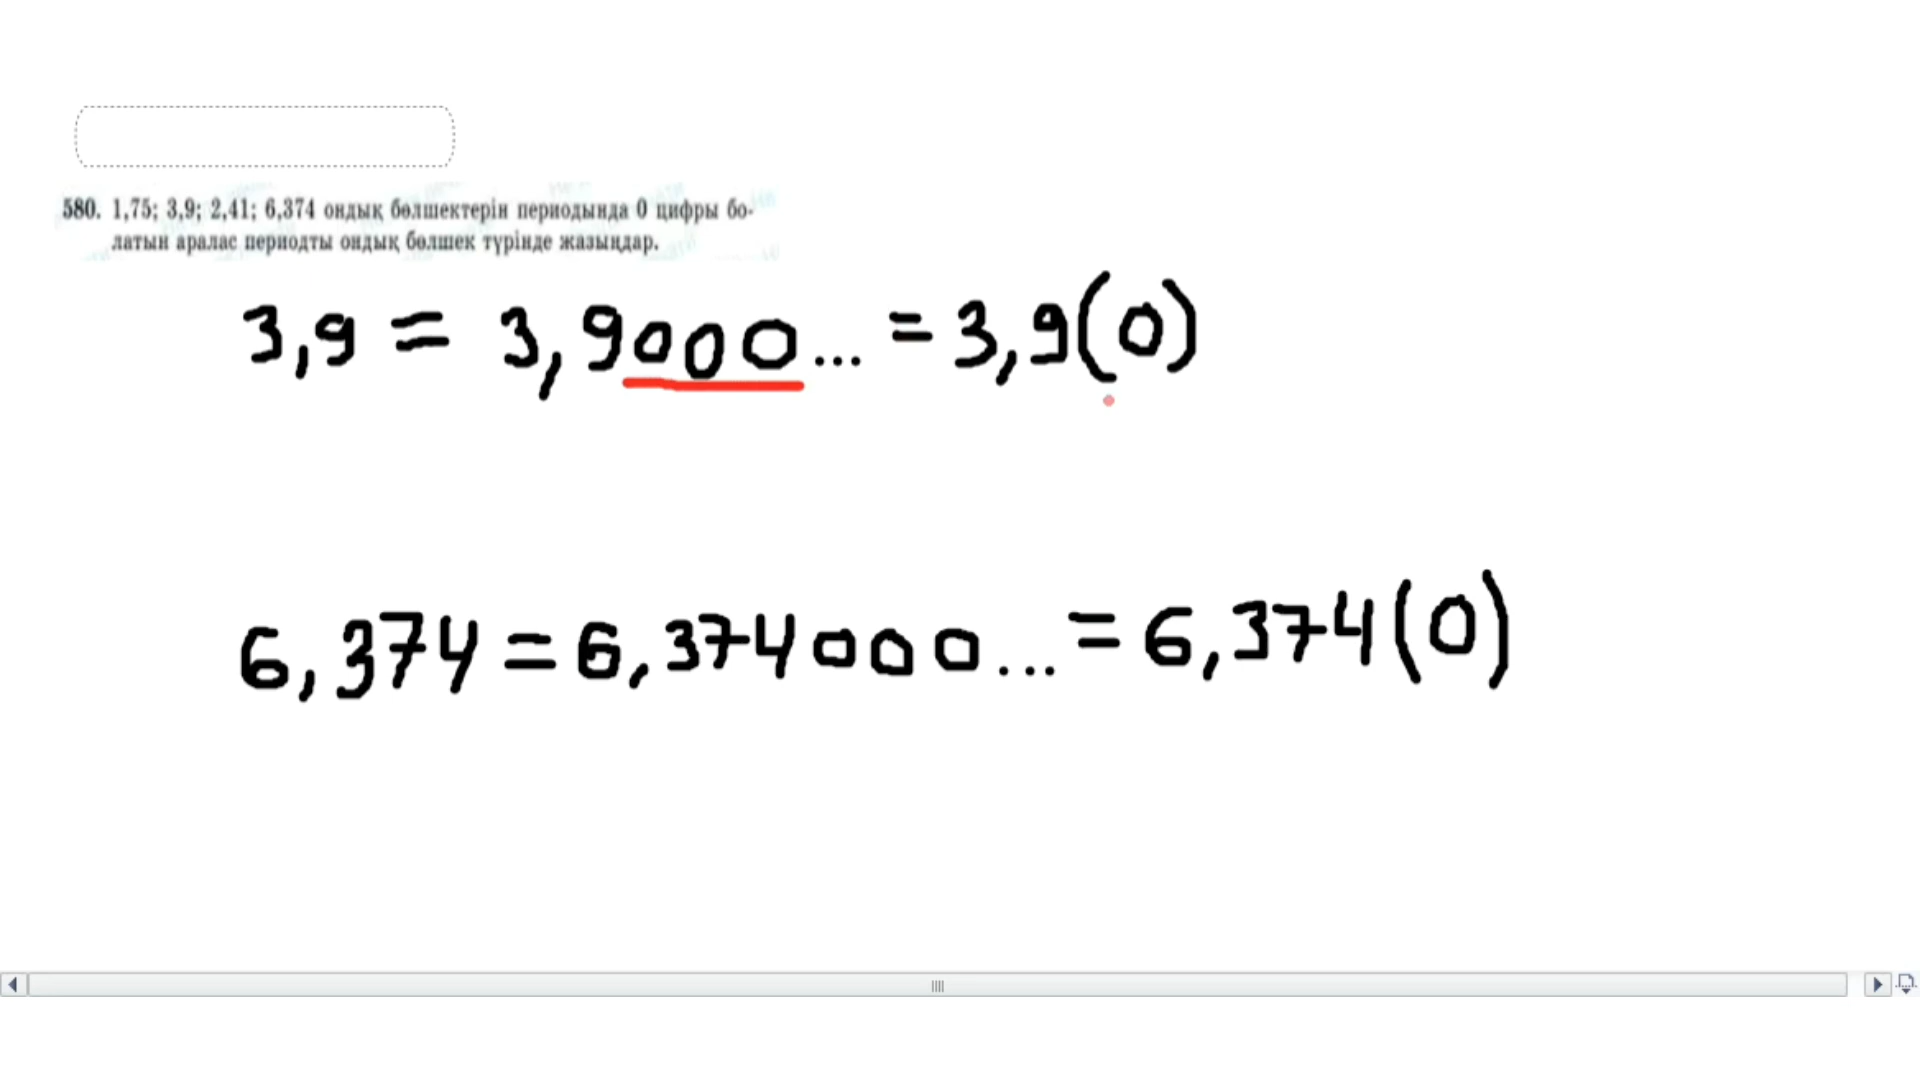 580. 1,75; 3,9; 2,41; 6,374 ондық бөлшектерін периодында 0 цифры бо-
латын аралас периодты ондық бөлшек түрінде жазыңдар.
3,9 = 3,9000... = 3,9(0)
6,374 = 6,374000... = 6,374(0)